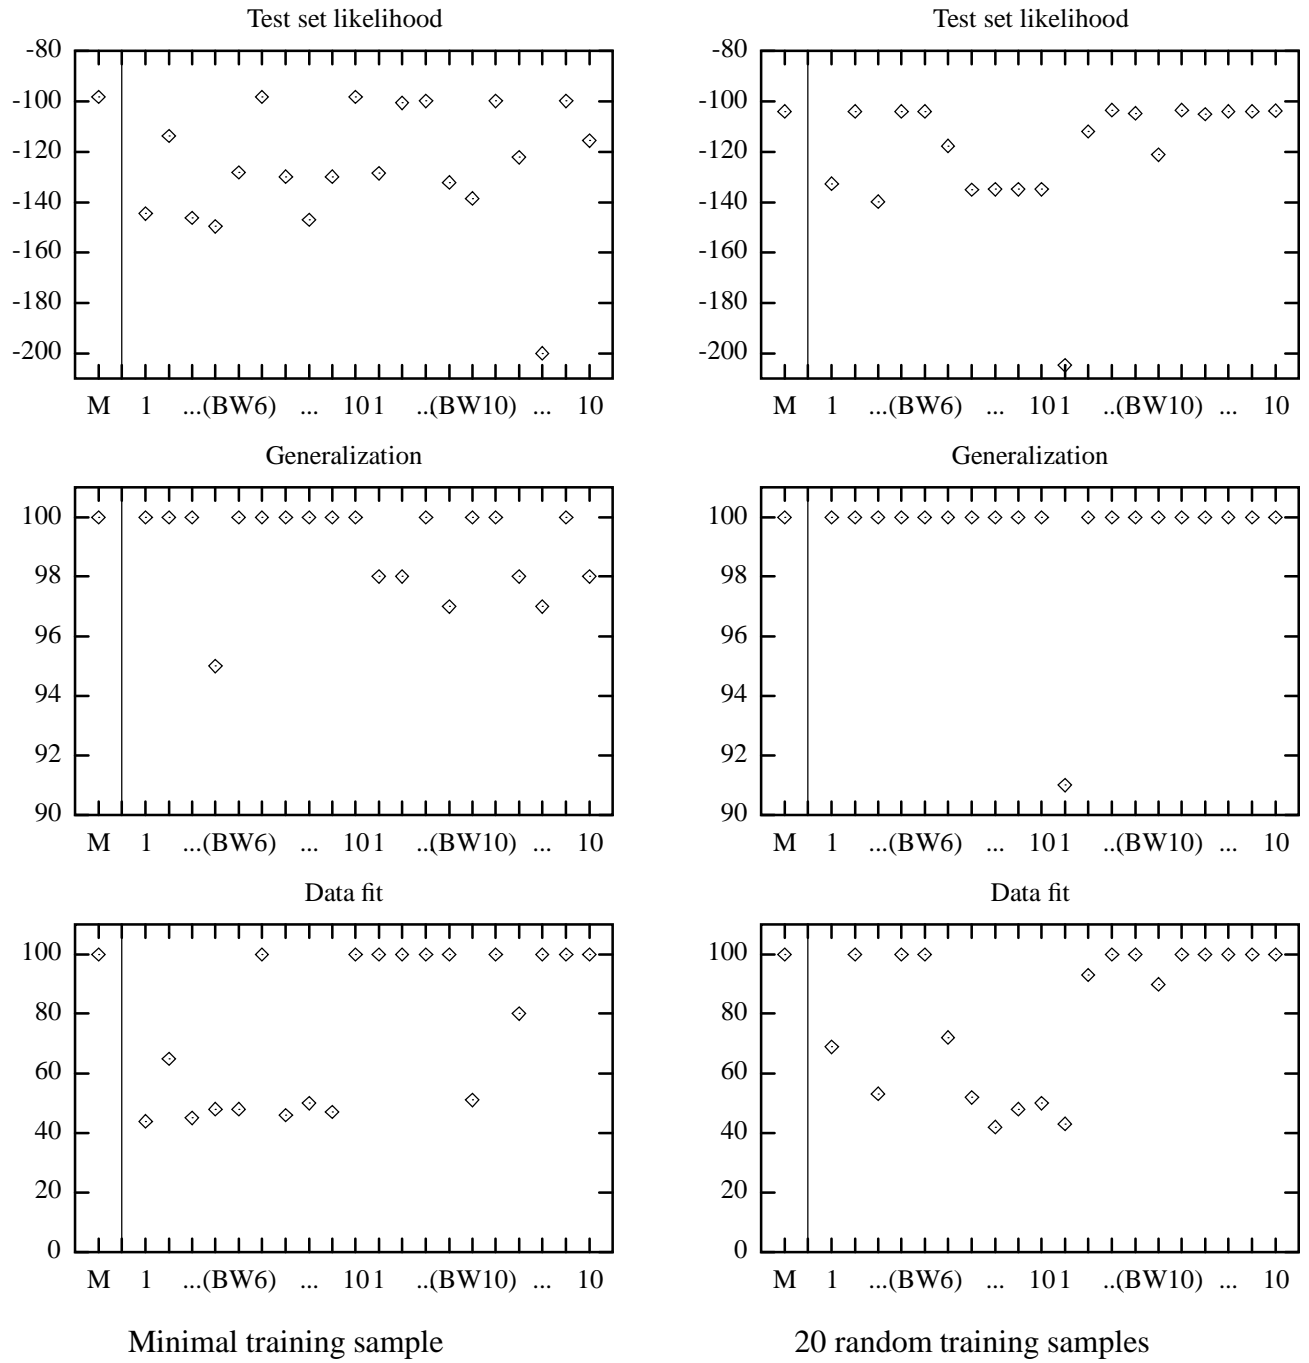 Test set likelihood
-80
-100
-120
-140
-160
-180
-200
M 1 ...(BW6) ... 10 1 ..(BW10) ... 10
Test set likelihood
-80
-100
-120
-140
-160
-180
-200
M 1 ...(BW6) ... 10 1 ..(BW10) ... 10
Generalization
100
98
96
94
92
90
M 1 ...(BW6) ... 10 1 ..(BW10) ... 10
Generalization
100
98
96
94
92
90
M 1 ...(BW6) ... 10 1 ..(BW10) ... 10
Data fit
100
80
60
40
20
0
M 1 ...(BW6) ... 10 1 ..(BW10) ... 10
Data fit
100
80
60
40
20
0
M 1 ...(BW6) ... 10 1 ..(BW10) ... 10
Minimal training sample
20 random training samples